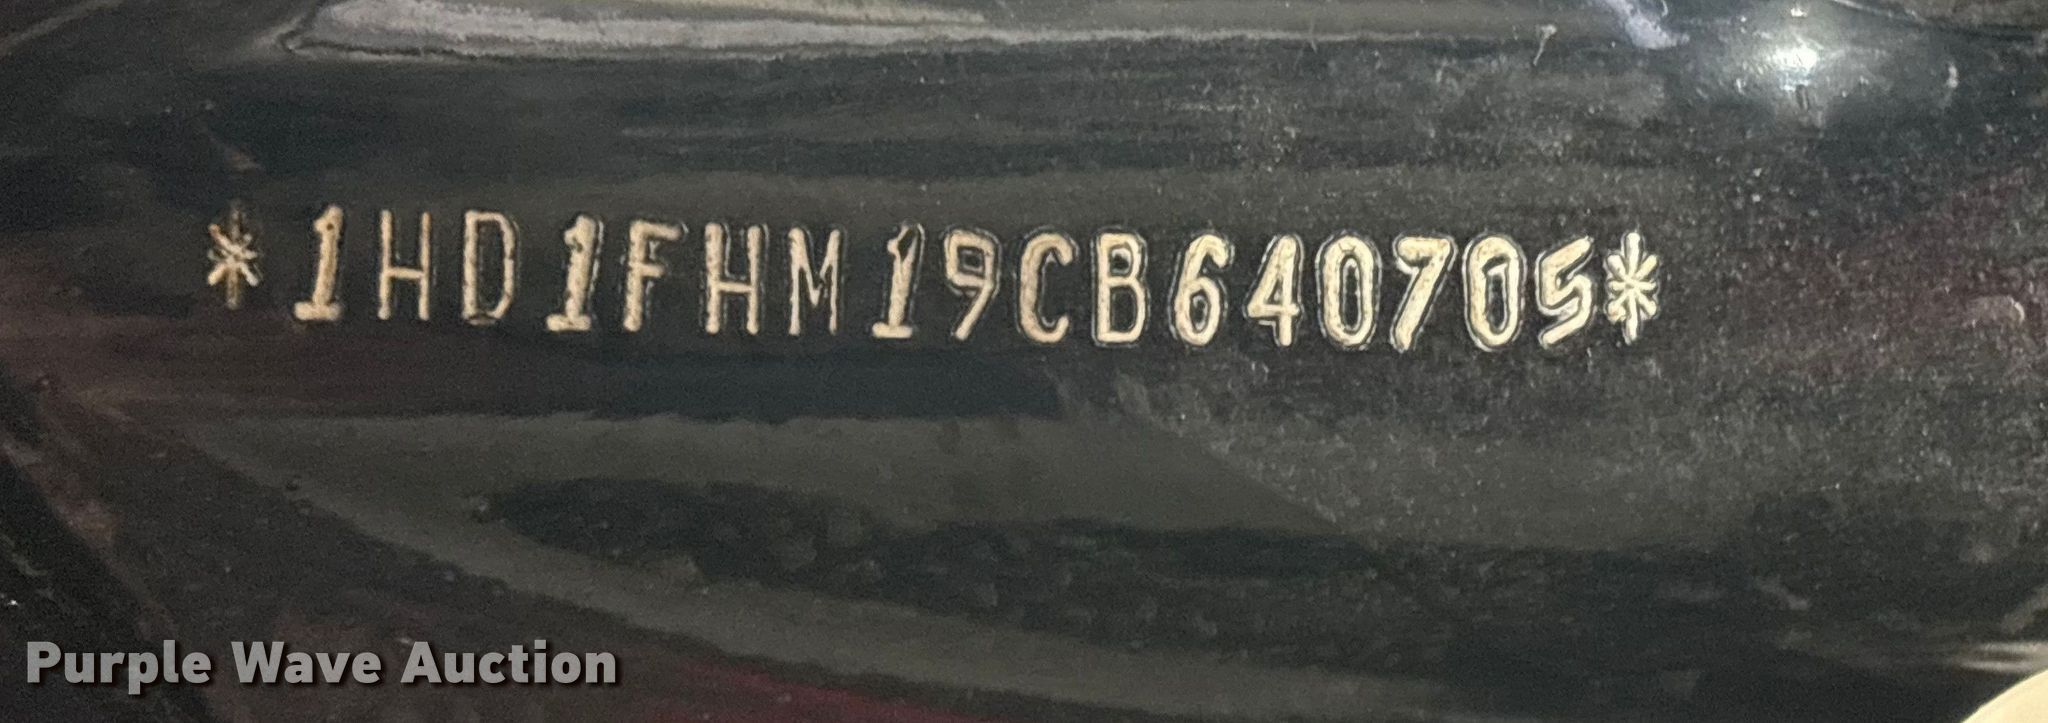 *1HD1FHM19CB640705*
Purple Wave Auction